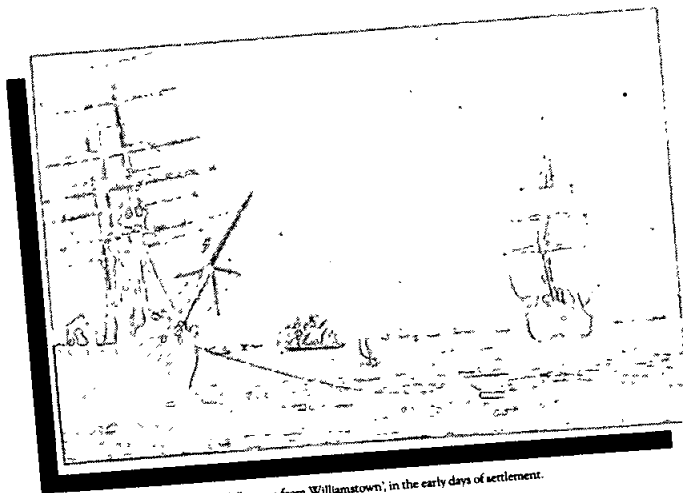 from Williamstown', in the early days of settlement.